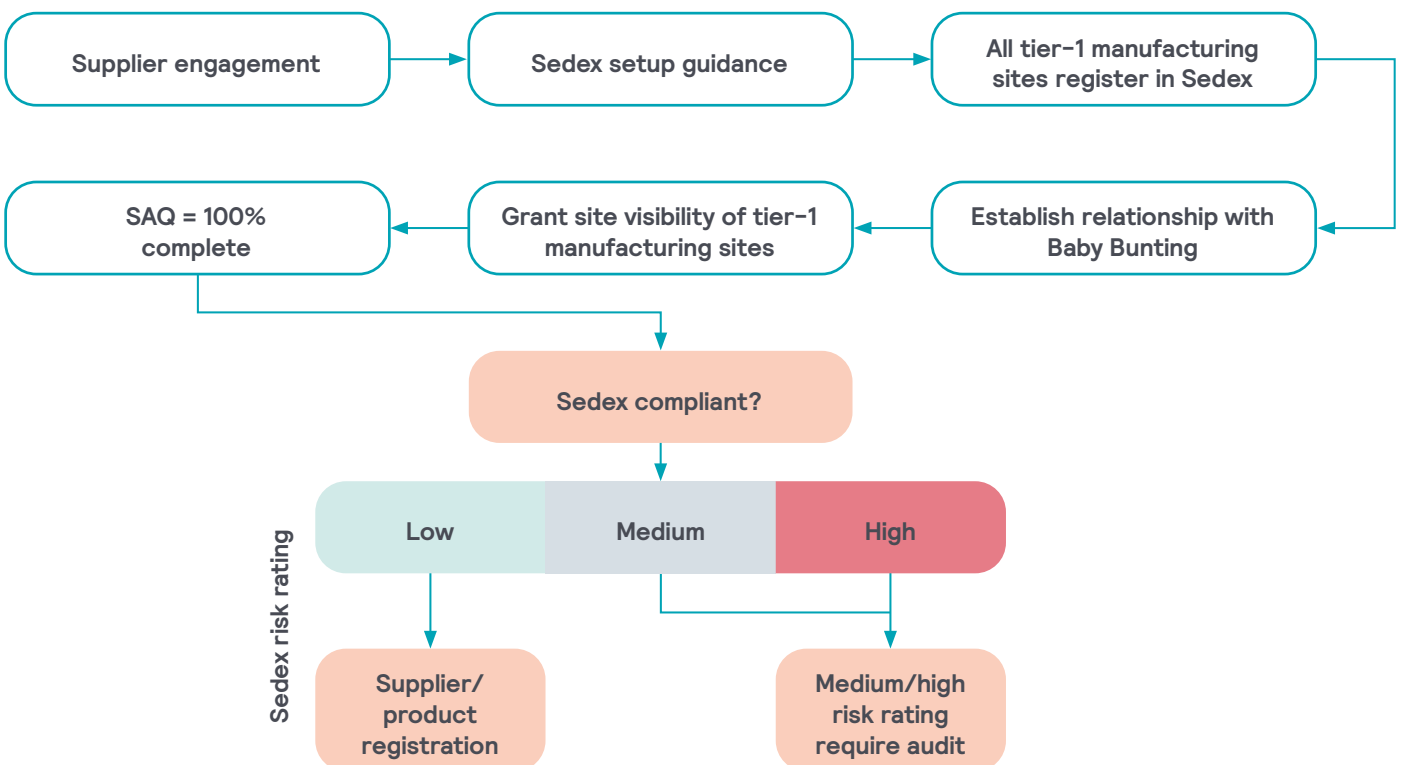 Supplier engagement
Sedex setup guidance
All tier-1 manufacturing
sites register in Sedex
Establish relationship with
Baby Bunting
Grant site visibility of tier-1
manufacturing sites
SAQ = 100%
complete
Sedex compliant?
Sedex risk rating
Low
Medium
High
Supplier/
product
registration
Medium/high
risk rating
require audit